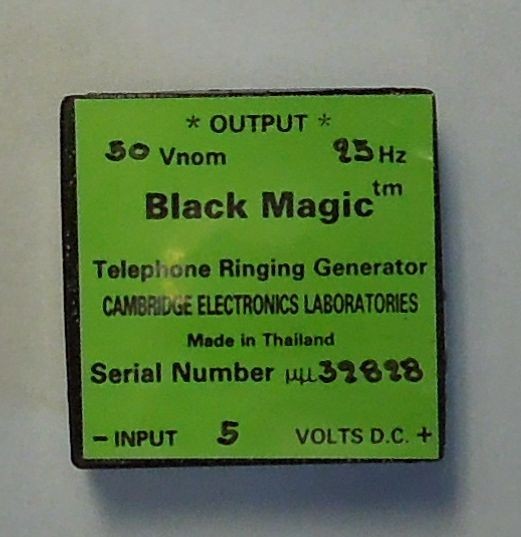 * OUTPUT *
50 Vnom 25 Hz
Black Magic tm
Telephone Ringing Generator
CAMBRIDGE ELECTRONICS LABORATORIES
Made in Thailand
Serial Number µµ32828
- INPUT 5 VOLTS D.C. +